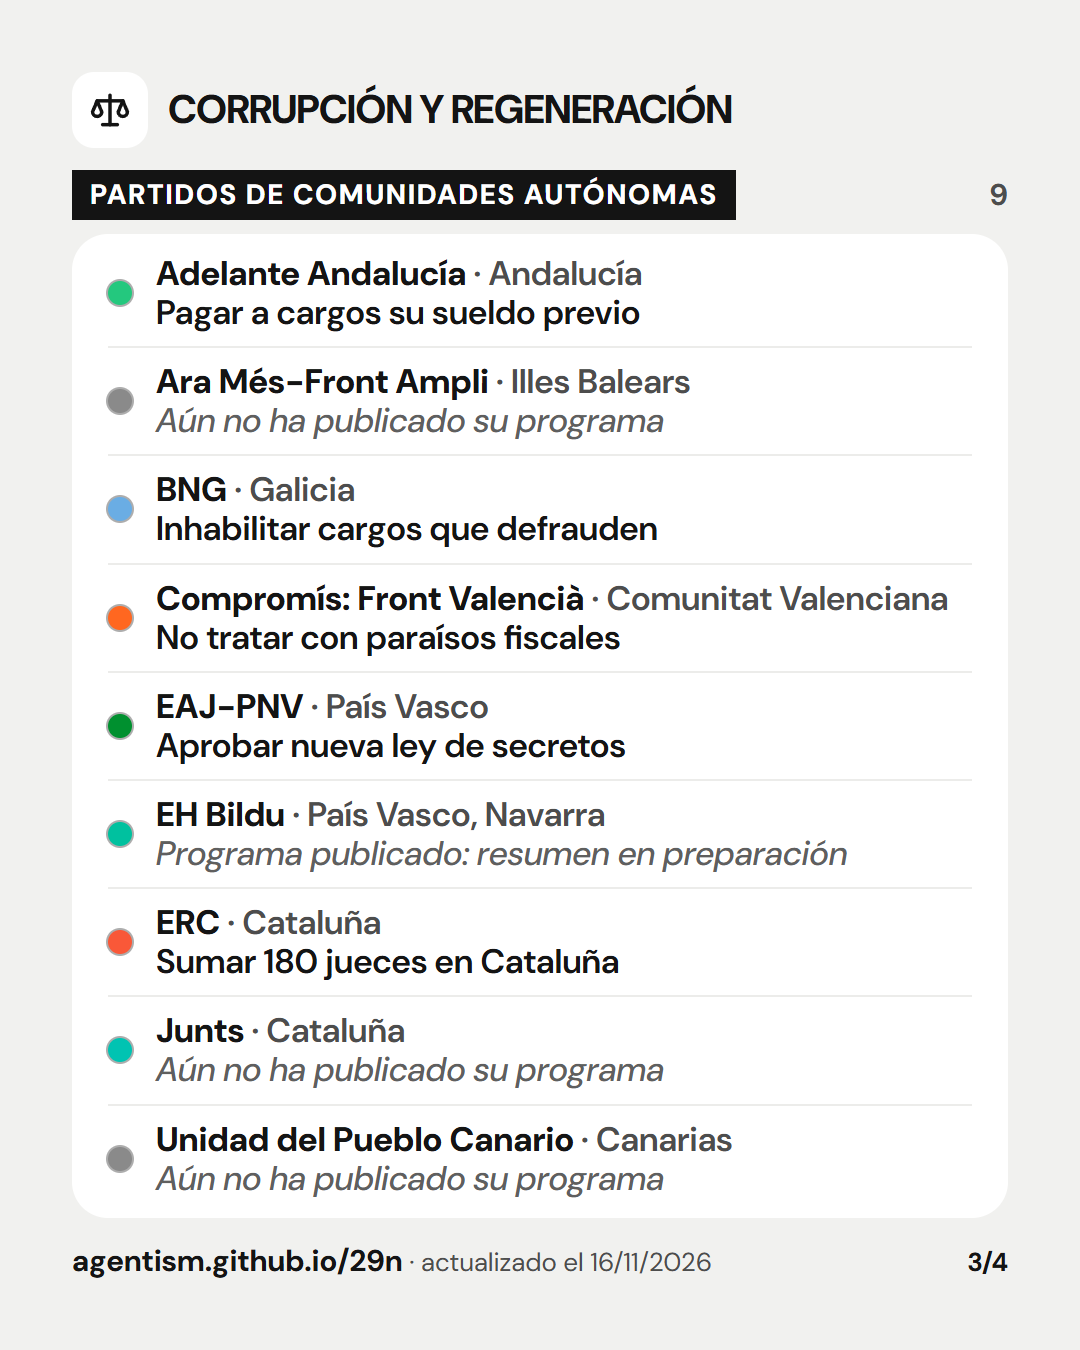 CORRUPCIÓN Y REGENERACIÓN
PARTIDOS DE COMUNIDADES AUTÓNOMAS 9
Adelante Andalucía · Andalucía
Pagar a cargos su sueldo previo
Ara Més-Front Ampli · Illes Balears
Aún no ha publicado su programa
BNG · Galicia
Inhabilitar cargos que defrauden
Compromís: Front Valencià · Comunitat Valenciana
No tratar con paraísos fiscales
EAJ-PNV · País Vasco
Aprobar nueva ley de secretos
EH Bildu · País Vasco, Navarra
Programa publicado: resumen en preparación
ERC · Cataluña
Sumar 180 jueces en Cataluña
Junts · Cataluña
Aún no ha publicado su programa
Unidad del Pueblo Canario · Canarias
Aún no ha publicado su programa
agentism.github.io/29n · actualizado el 16/11/2026 3/4